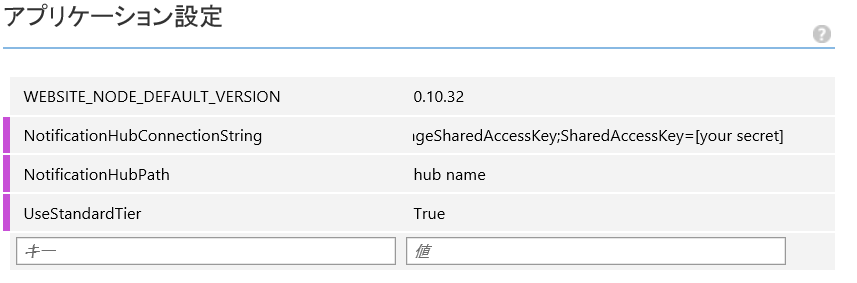 アプリケーション設定
?
WEBSITE_NODE_DEFAULT_VERSION 0.10.32
NotificationHubConnectionString ageSharedAccessKey;SharedAccessKey=[your secret]
NotificationHubPath hub name
UseStandardTier True
キー 値